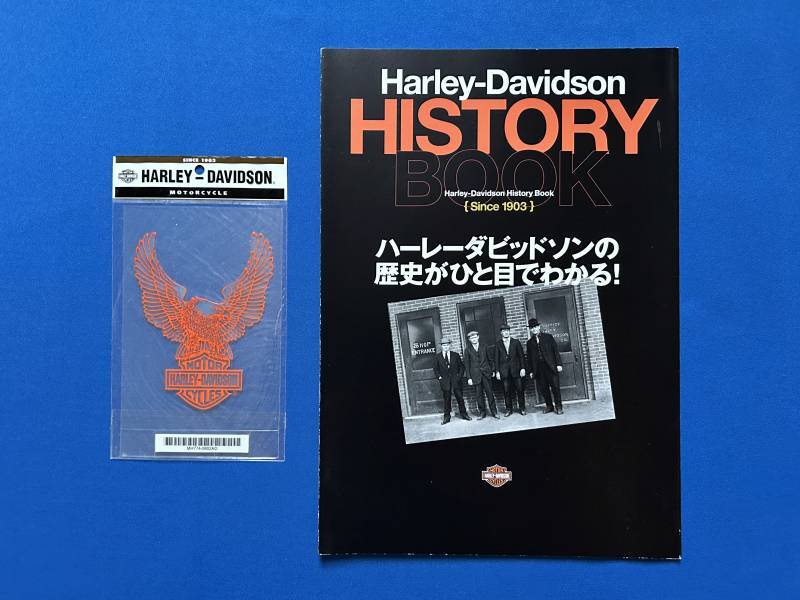 SINCE 1903
HARLEY-DAVIDSON
MOTORCYCLE
MOTOR
HARLEY-DAVIDSON
CYCLES
Harley-Davidson
HISTORY
BOOK
Harley-Davidson History Book
{ Since 1903 }
ハーレーダビッドソンの
歴史がひと目でわかる!
ENTRANCE